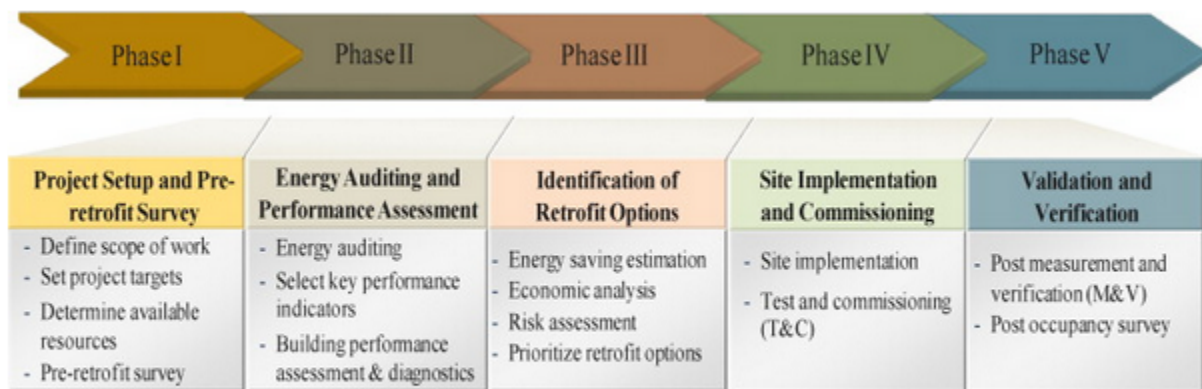 Phase I
Phase II
Phase III
Phase IV
Phase V
Project Setup and Pre-
retrofit Survey
- Define scope of work
- Set project targets
- Determine available
resources
- Pre-retrofit survey
Energy Auditing and
Performance Assessment
- Energy auditing
- Select key performance
indicators
- Building performance
assessment & diagnostics
Identification of
Retrofit Options
- Energy saving estimation
- Economic analysis
- Risk assessment
- Prioritize retrofit options
Site Implementation
and Commissioning
- Site implementation
- Test and commissioning
(T&C)
Validation and
Verification
- Post measurement and
verification (M&V)
- Post occupancy survey